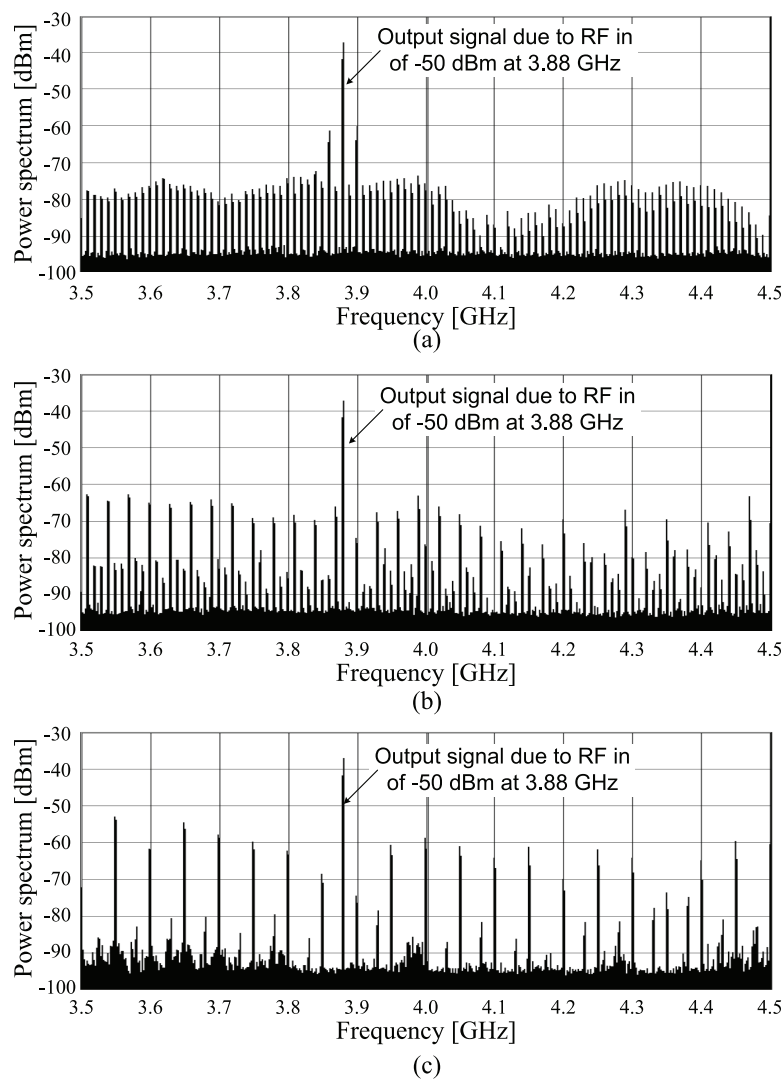 Power spectrum [dBm]
-30
-40
-50
-60
-70
-80
-90
-100
Output signal due to RF in
of -50 dBm at 3.88 GHz
3.5 3.6 3.7 3.8 3.9 4.0 4.1 4.2 4.3 4.4 4.5
Frequency [GHz]
(a)
Power spectrum [dBm]
-30
-40
-50
-60
-70
-80
-90
-100
Output signal due to RF in
of -50 dBm at 3.88 GHz
3.5 3.6 3.7 3.8 3.9 4.0 4.1 4.2 4.3 4.4 4.5
Frequency [GHz]
(b)
Power spectrum [dBm]
-30
-40
-50
-60
-70
-80
-90
-100
Output signal due to RF in
of -50 dBm at 3.88 GHz
3.5 3.6 3.7 3.8 3.9 4.0 4.1 4.2 4.3 4.4 4.5
Frequency [GHz]
(c)